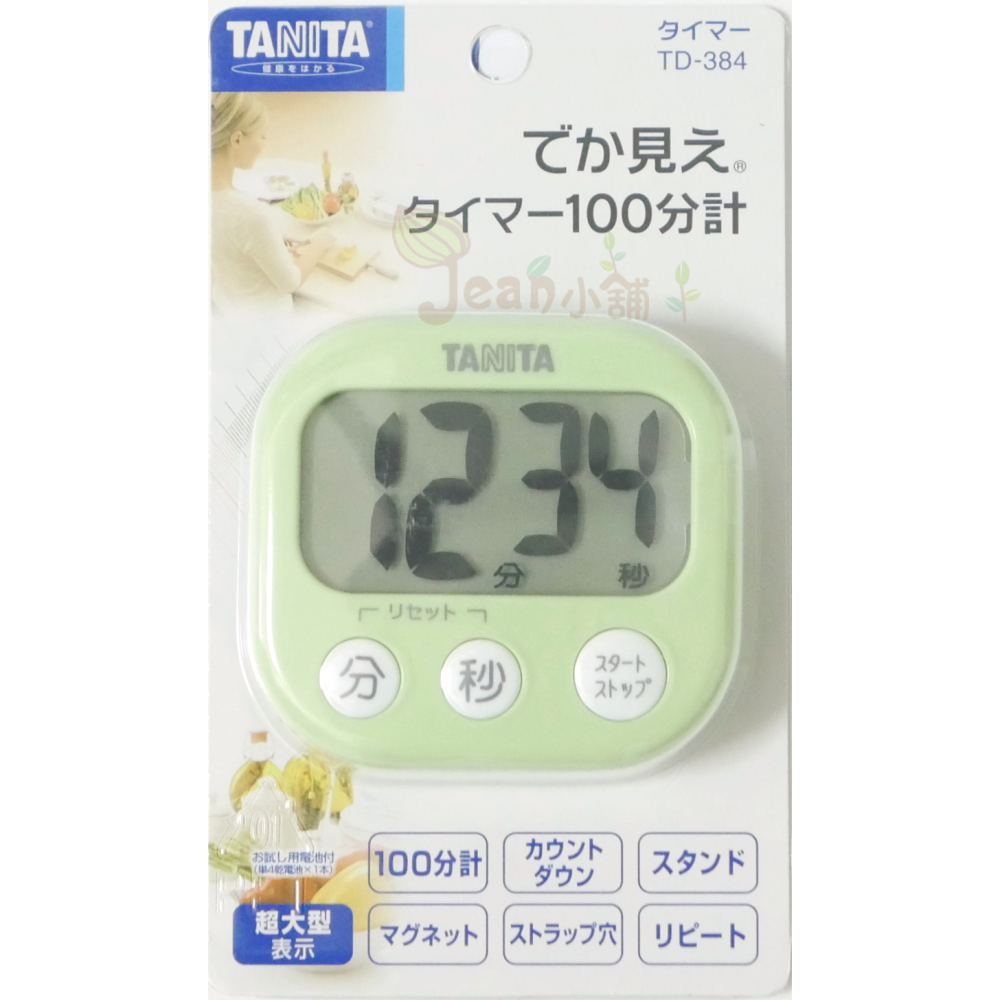 TANITA
健康をはかる
タイマー
TD-384
でか見え®
タイマー100分計
Jean小舖
TANITA
12 34
分 秒
リセット
分 秒 スタート
ストップ
01
お試し用電池付
(単4乾電池×1本)
超大型
表示
100分計
カウント
ダウン
スタンド
マグネット
ストラップ穴
リピート